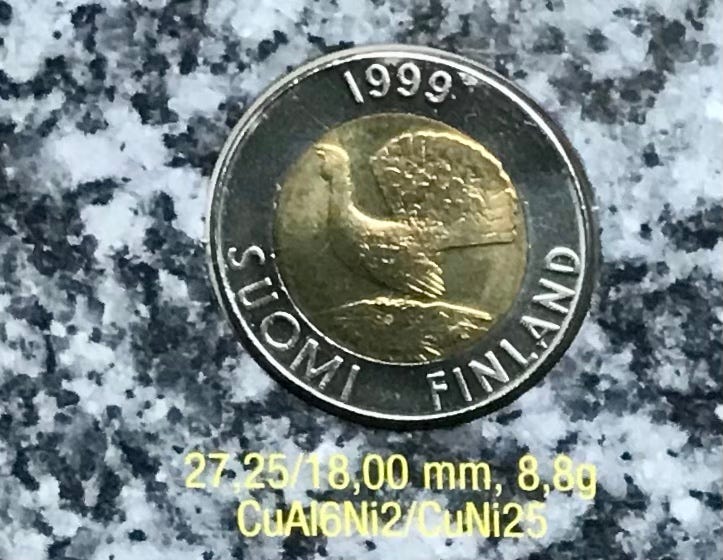 1999
SUOMI FINLAND
27,25/18,00 mm, 8,8g
CuAl6Ni2/CuNi25